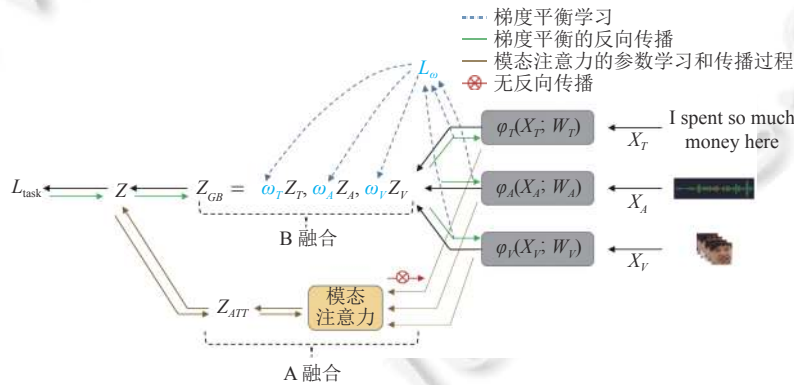 梯度平衡学习
梯度平衡的反向传播
模态注意力的参数学习和传播过程
无反向传播
L_ω
φ_T(X_T; W_T)
X_T
I spent so much
money here
L_task
Z
Z_GB = ω_T Z_T, ω_A Z_A, ω_V Z_V
φ_A(X_A; W_A)
X_A
B 融合
φ_V(X_V; W_V)
X_V
Z_ATT
模态
注意力
A 融合